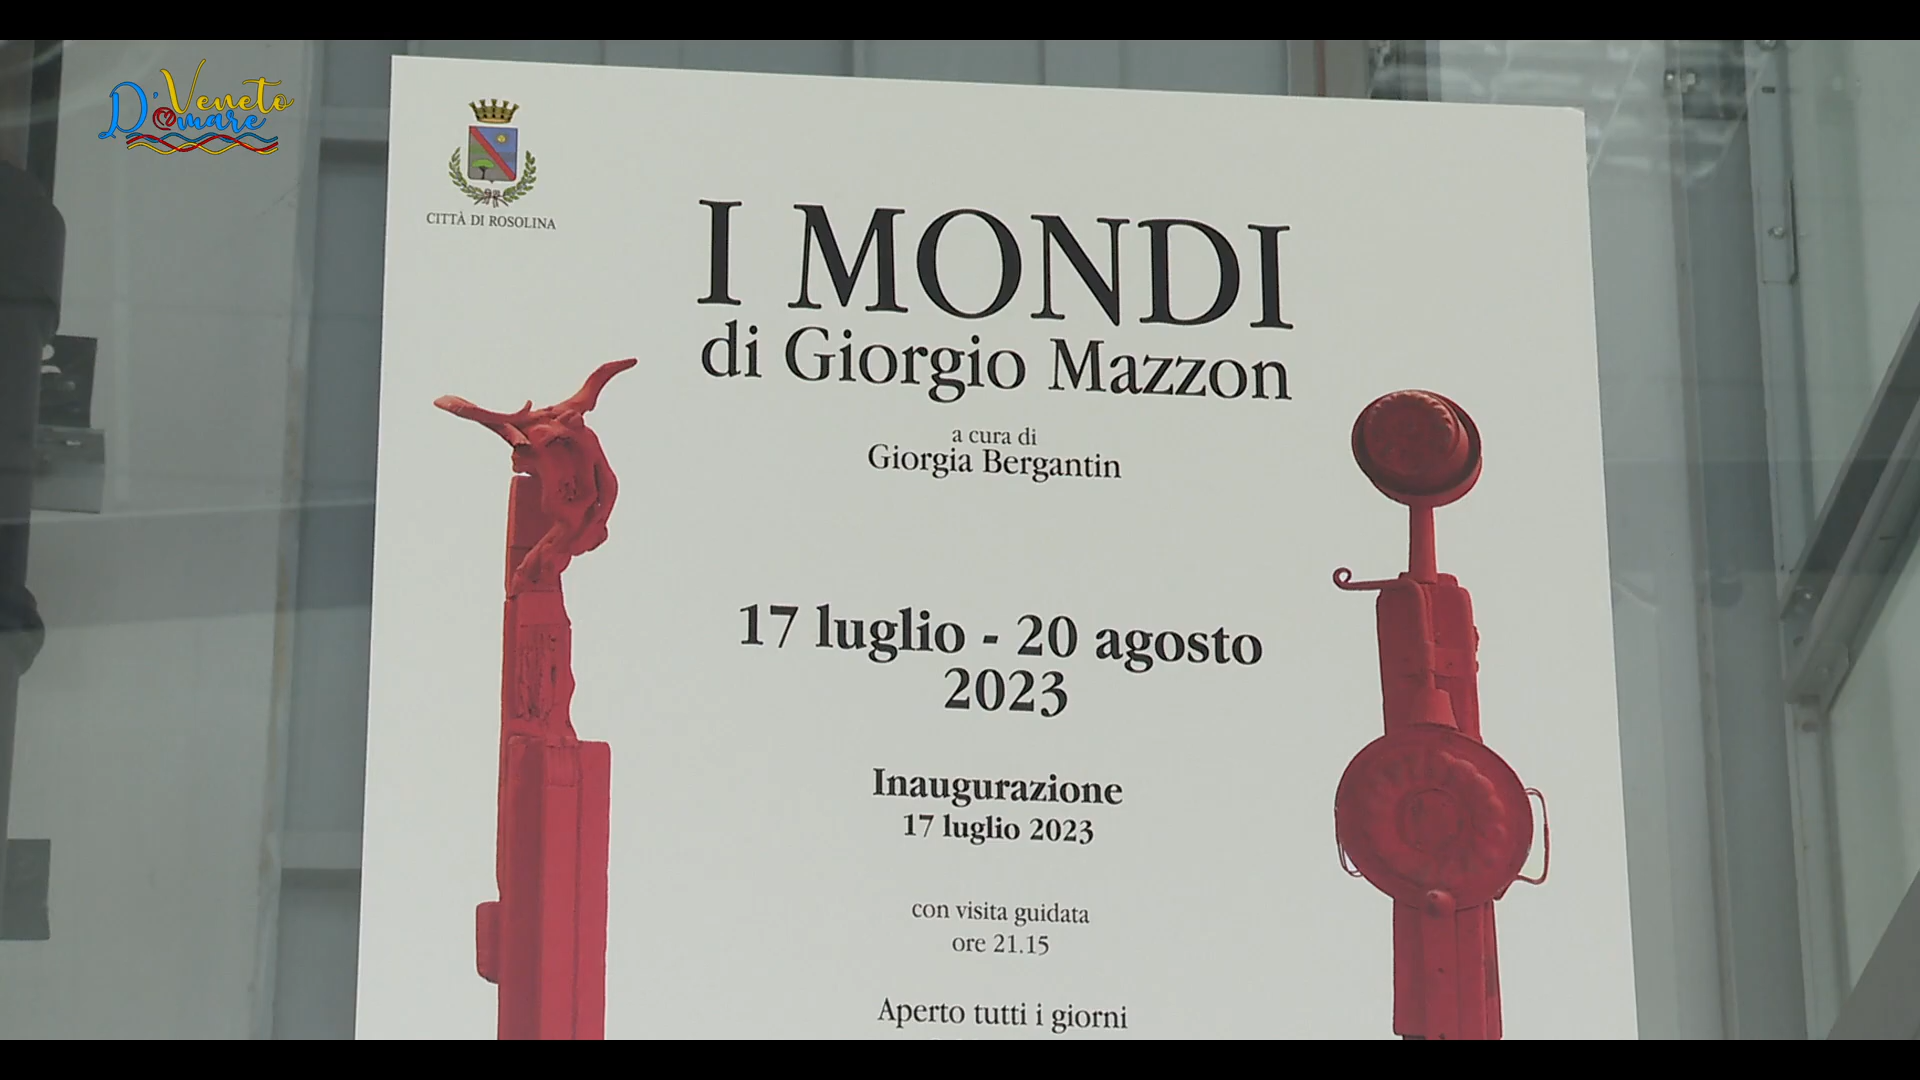 Veneto
D'Amare
CITTÀ DI ROSOLINA
I MONDI
di Giorgio Mazzon
a cura di
Giorgia Bergantin
17 luglio - 20 agosto
2023
Inaugurazione
17 luglio 2023
con visita guidata
ore 21.15
Aperto tutti i giorni